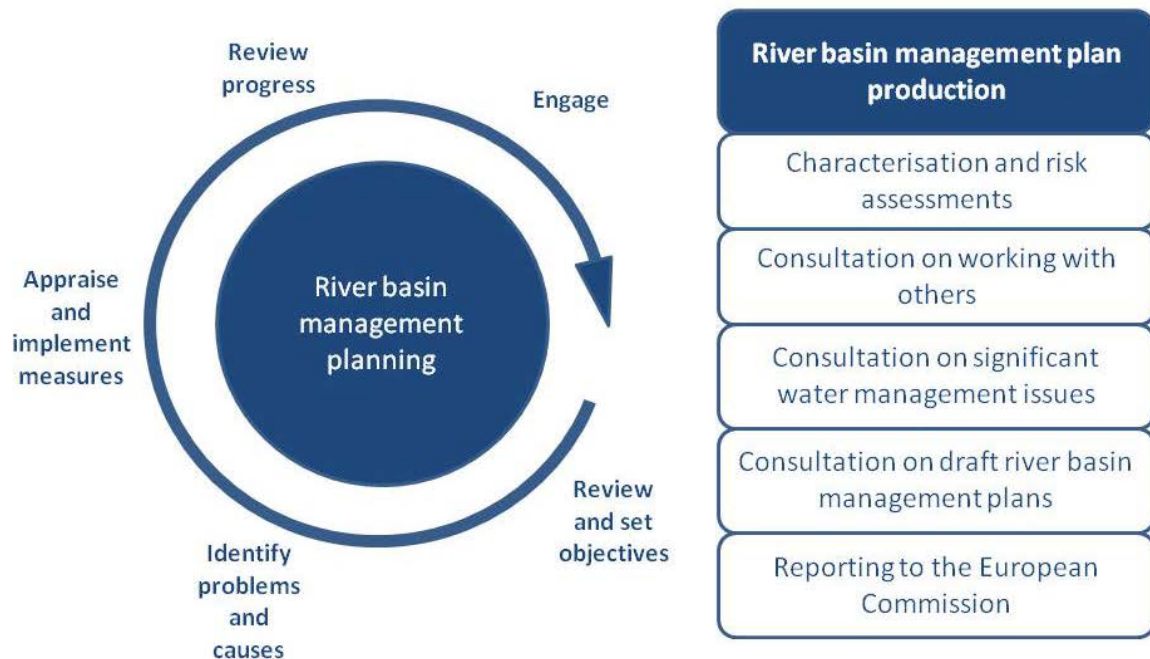 Review
progress
Engage
Appraise
and
implement
measures
River basin
management
planning
Review
and set
objectives
Identify
problems
and
causes
River basin management plan
production
Characterisation and risk
assessments
Consultation on working with
others
Consultation on significant
water management issues
Consultation on draft river basin
management plans
Reporting to the European
Commission